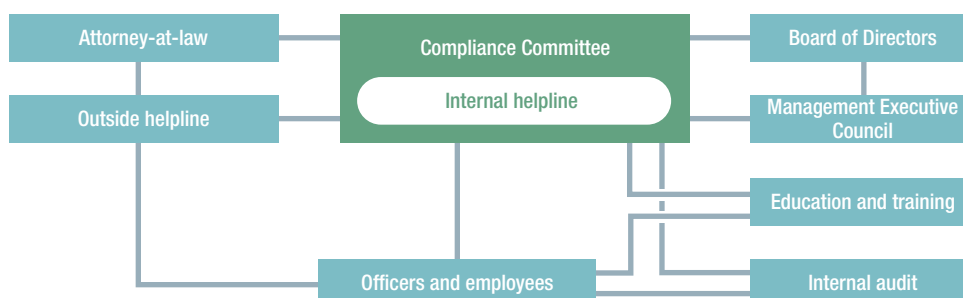 Attorney-at-law
Compliance Committee
Board of Directors
Internal helpline
Outside helpline
Management Executive
Council
Education and training
Officers and employees
Internal audit